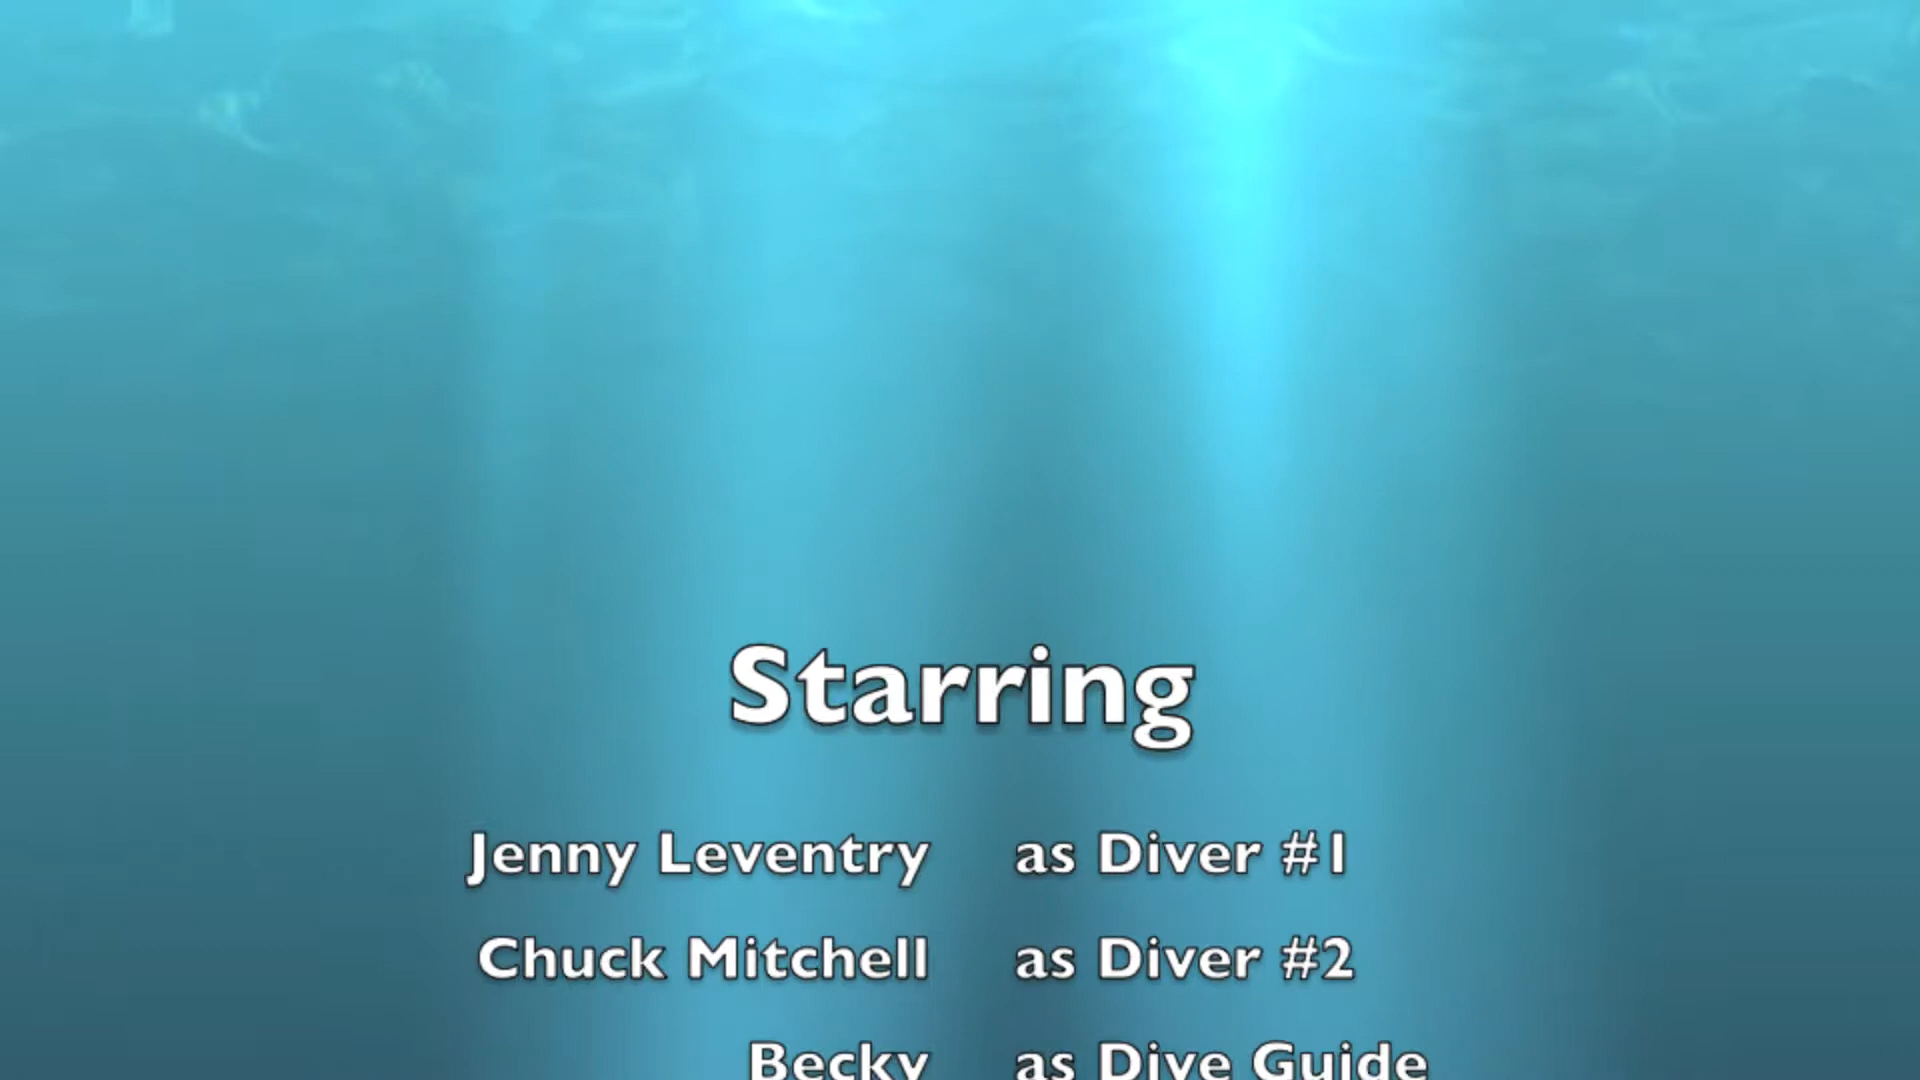 Starring
Jenny Leventry as Diver #1
Chuck Mitchell as Diver #2
Becky as Dive Guide